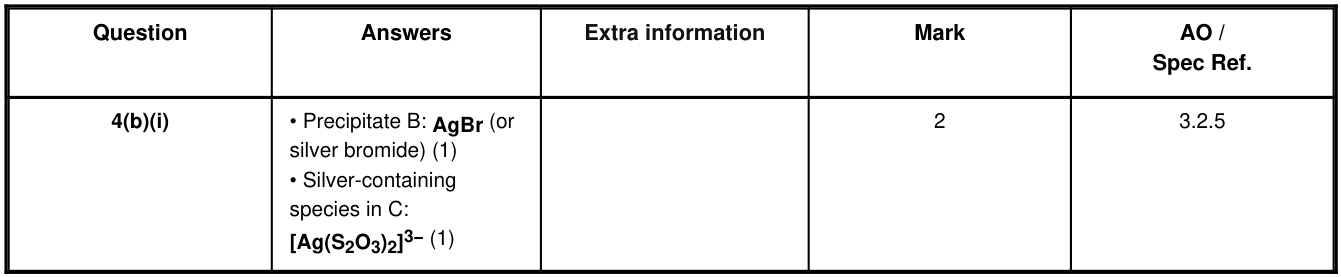 Question Answers Extra information Mark AO /
Spec Ref.
4(b)(i) • Precipitate B: AgBr (or 2 3.2.5
silver bromide) (1)
• Silver-containing
species in C:
[Ag(S₂O₃)₂]³⁻ (1)